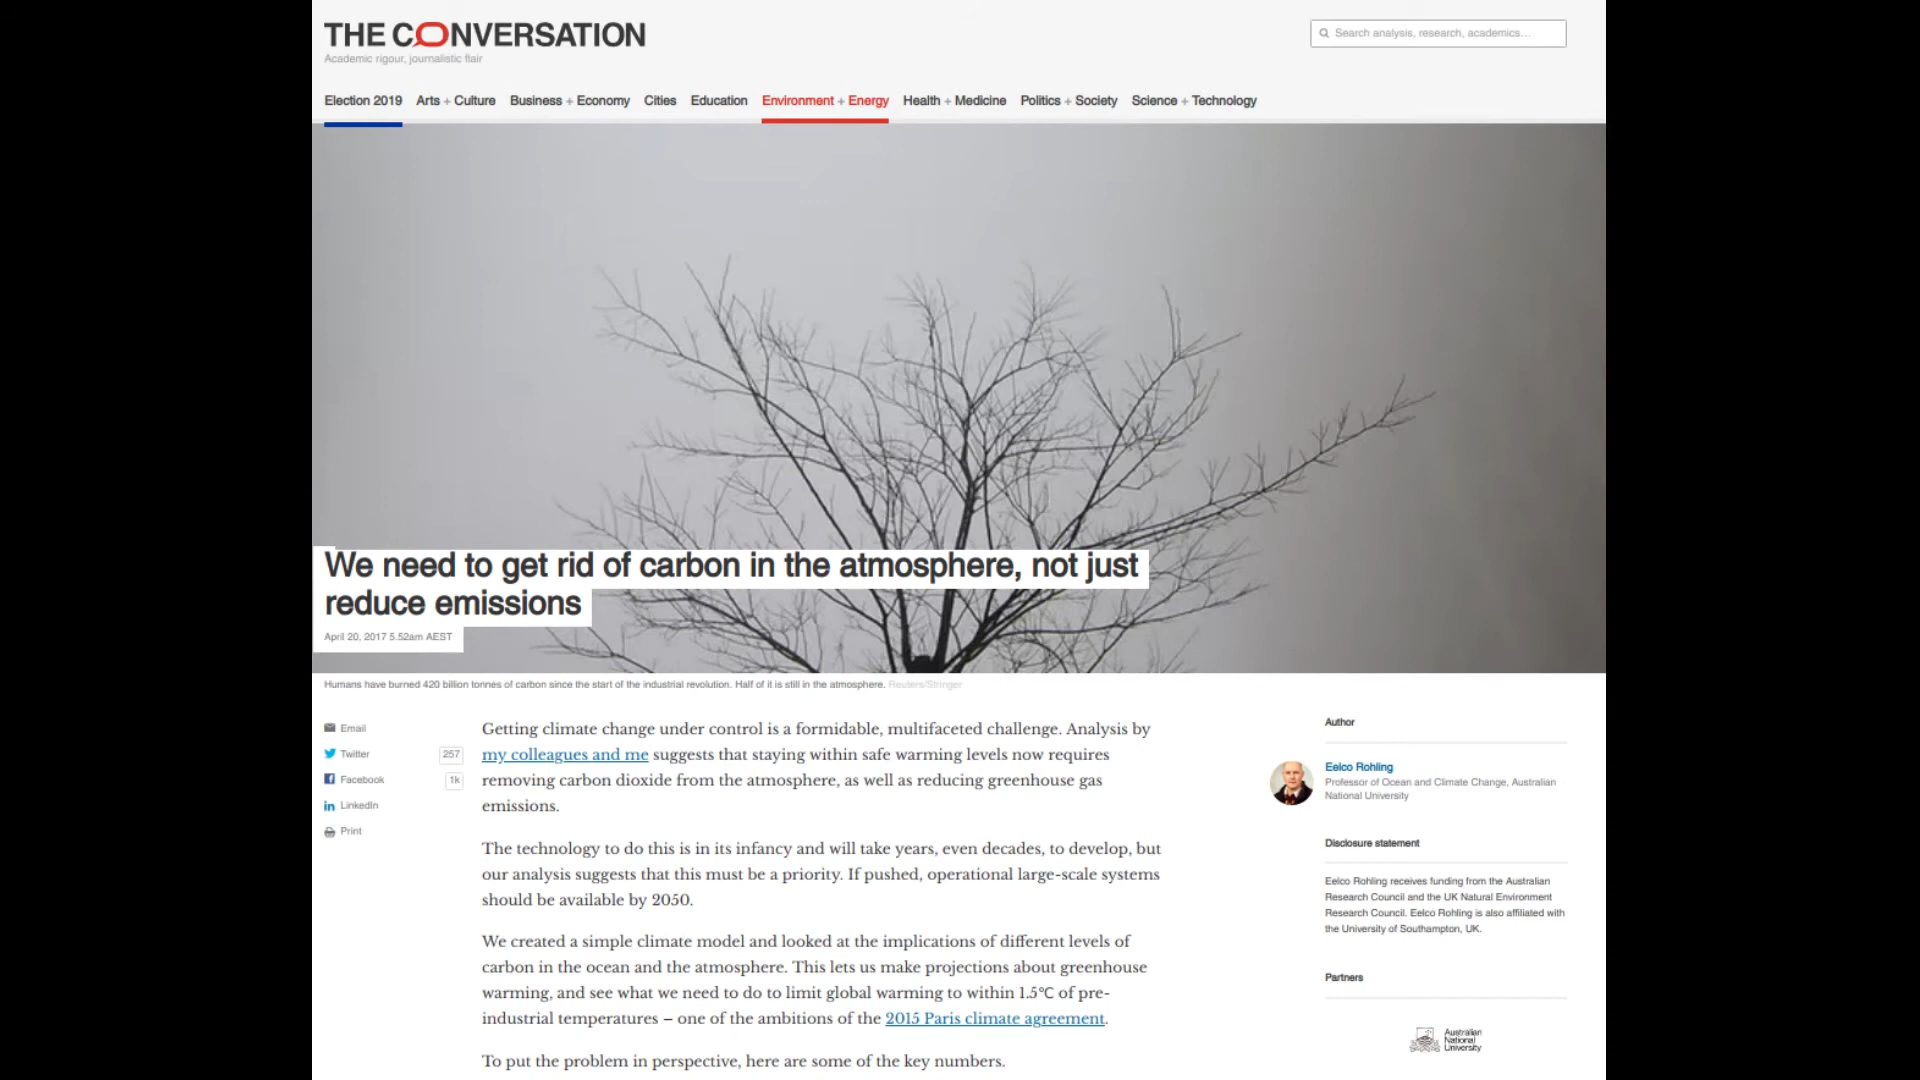 THE CONVERSATION
Academic rigour, journalistic flair
Search analysis, research, academics...
Election 2019 Arts + Culture Business + Economy Cities Education Environment + Energy Health + Medicine Politics + Society Science + Technology
We need to get rid of carbon in the atmosphere, not just
reduce emissions
April 20, 2017 5.52am AEST
Humans have burned 420 billion tonnes of carbon since the start of the industrial revolution. Half of it is still in the atmosphere. Reuters/Stringer
Email
Twitter 257
Facebook 1k
LinkedIn
Print
Getting climate change under control is a formidable, multifaceted challenge. Analysis by
my colleagues and me suggests that staying within safe warming levels now requires
removing carbon dioxide from the atmosphere, as well as reducing greenhouse gas
emissions.
The technology to do this is in its infancy and will take years, even decades, to develop, but
our analysis suggests that this must be a priority. If pushed, operational large-scale systems
should be available by 2050.
We created a simple climate model and looked at the implications of different levels of
carbon in the ocean and the atmosphere. This lets us make projections about greenhouse
warming, and see what we need to do to limit global warming to within 1.5℃ of pre-
industrial temperatures – one of the ambitions of the 2015 Paris climate agreement.
To put the problem in perspective, here are some of the key numbers.
Author
Eelco Rohling
Professor of Ocean and Climate Change, Australian
National University
Disclosure statement
Eelco Rohling receives funding from the Australian
Research Council and the UK Natural Environment
Research Council. Eelco Rohling is also affiliated with
the University of Southampton, UK.
Partners
Australian
National
University